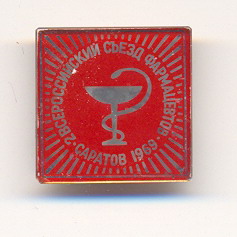 2 ВСЕРОССИЙСКИЙ СЪЕЗД ФАРМАЦЕВТОВ
САРАТОВ 1969